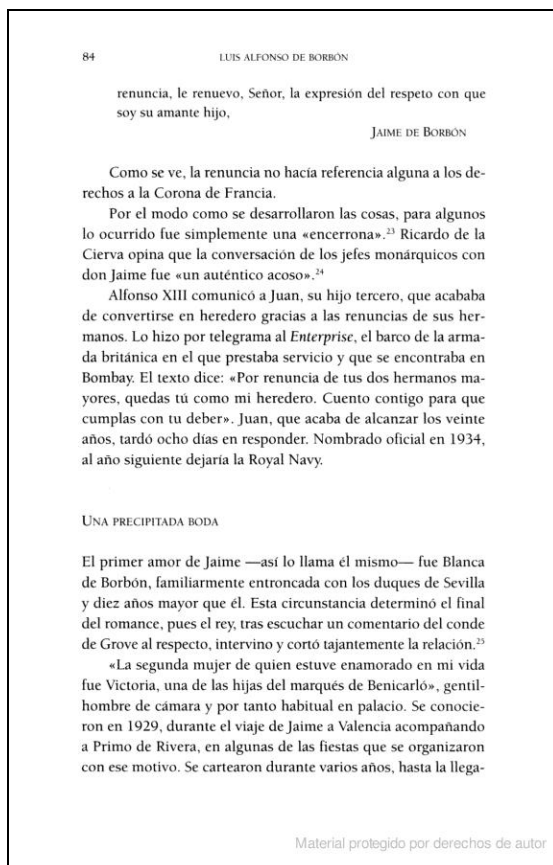 84
LUIS ALFONSO DE BORBÓN
renuncia, le renuevo, Señor, la expresión del respeto con que
soy su amante hijo,
JAIME DE BORBÓN
Como se ve, la renuncia no hacía referencia alguna a los de-
rechos a la Corona de Francia.
Por el modo como se desarrollaron las cosas, para algunos
lo ocurrido fue simplemente una «encerrona».²³ Ricardo de la
Cierva opina que la conversación de los jefes monárquicos con
don Jaime fue «un auténtico acoso».²⁴
Alfonso XIII comunicó a Juan, su hijo tercero, que acababa
de convertirse en heredero gracias a las renuncias de sus her-
manos. Lo hizo por telegrama al Enterprise, el barco de la arma-
da británica en el que prestaba servicio y que se encontraba en
Bombay. El texto dice: «Por renuncia de tus dos hermanos ma-
yores, quedas tú como mi heredero. Cuento contigo para que
cumplas con tu deber». Juan, que acaba de alcanzar los veinte
años, tardó ocho días en responder. Nombrado oficial en 1934,
al año siguiente dejaría la Royal Navy.
UNA PRECIPITADA BODA
El primer amor de Jaime —así lo llama él mismo— fue Blanca
de Borbón, familiarmente entroncada con los duques de Sevilla
y diez años mayor que él. Esta circunstancia determinó el final
del romance, pues el rey, tras escuchar un comentario del conde
de Grove al respecto, intervino y cortó tajantemente la relación.²⁵
«La segunda mujer de quien estuve enamorado en mi vida
fue Victoria, una de las hijas del marqués de Benicarló», gentil-
hombre de cámara y por tanto habitual en palacio. Se conocie-
ron en 1929, durante el viaje de Jaime a Valencia acompañando
a Primo de Rivera, en algunas de las fiestas que se organizaron
con ese motivo. Se cartearon durante varios años, hasta la llega-
Material protegido por derechos de autor